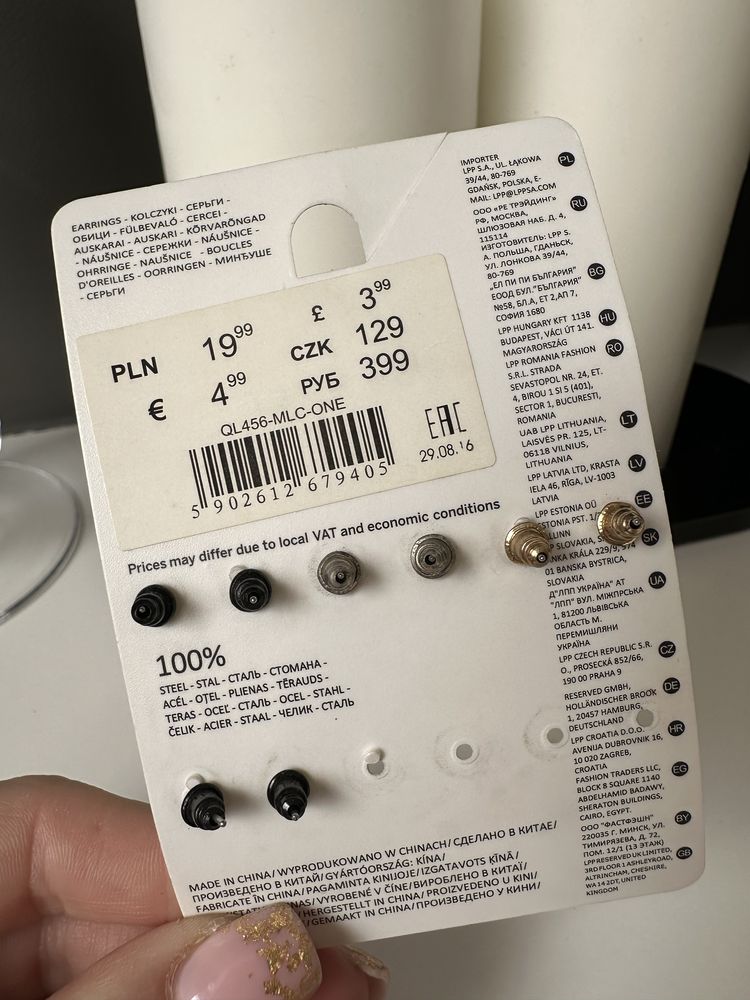 EARRINGS - KOLCZYKI - СЕРЬГИ -
ОБИЦИ - FÜLBEVALÓ - CERCEI -
AUSKARAI - AUSKARI - KÕRVARÕNGAD
- NÁUŠNICE - СЕРЕЖКИ - NÁUŠNICE -
OHRRINGE - NAUŠNICE - BOUCLES
D'OREILLES - OORRINGEN - МИНЂУШЕ
- СЕРЬГИ
PLN 19⁹⁹ £ 3⁹⁹
€ 4⁹⁹ CZK 129
РУБ 399
QL456-MLC-ONE
5 902612 679405
EAC
29.08.16
Prices may differ due to local VAT and economic conditions
100%
STEEL - STAL - СТАЛЬ - СТОМАНА -
ACÉL - OȚEL - PLIENAS - TĒRAUDS -
TERAS - OCEĽ - СТАЛЬ - OCEL - STAHL -
ČELIK - ACIER - STAAL - ЧЕЛИК - СТАЛЬ
MADE IN CHINA/ WYPRODUKOWANO W CHINACH/ СДЕЛАНО В КИТАЕ/
ПРОИЗВЕДЕНО В КИТАЙ/ GYÁRTÓORSZÁG: KÍNA/
FABRICATE ÎN CHINA/ PAGAMINTA KINIJOJE/ IZGATAVOTS ĶĪNĀ/
VYROBENÉ V ČÍNE/ ВИРОБЛЕНО В КИТАЇ/
HERGESTELLT IN CHINA/ PROIZVEDENO U KINI/
GEMAAKT IN CHINA/ ПРОИЗВЕДЕНО У КИНИ/
IMPORTER PL
LPP S.A., UL. ŁĄKOWA
39/44, 80-769
GDAŃSK, POLSKA, E-
MAIL: LPP@LPPSA.COM
ООО «РЕ ТРЭЙДИНГ» RU
РФ, МОСКВА,
ШЛЮЗОВАЯ НАБ. Д. 4,
115114
ИЗГОТОВИТЕЛЬ: LPP S.
A. ПОЛЬША, ГДАНЬСК,
УЛ. ЛОНКОВА 39/44,
80-769
„ЕЛ ПИ ПИ БЪЛГАРИЯ" BG
ЕООД БУЛ."БЪЛГАРИЯ"
№58, БЛ.А, ЕТ 2,АП 7,
СОФИЯ 1680
LPP HUNGARY KFT 1138 HU
BUDAPEST, VÁCI ÚT 141.
MAGYARORSZÁG
LPP ROMANIA FASHION RO
S.R.L. STRADA
SEVASTOPOL NR. 24, ET.
4, BIROU 1 SI 5 (401),
SECTOR 1, BUCURESTI,
ROMANIA
UAB LPP LITHUANIA, LT
LAISVĖS PR. 125, LT-
06118 VILNIUS,
LITHUANIA
LPP LATVIA LTD, KRASTA LV
IELA 46, RĪGA, LV-1003
LATVIA
LPP ESTONIA OÜ EE
ESTONIA PST. 1/
SLOVAKIA, SK
01 BANSKA BYSTRICA,
SLOVAKIA
Д"ЛПП УКРАЇНА" АТ UA
"ЛПП" ВУЛ. МІЖПРСЬКА
1, 81200 ЛЬВІВСЬКА
ОБЛАСТЬ М.
ПЕРЕМИШЛЯНИ
УКРАЇНА
LPP CZECH REPUBLIC S.R. CZ
O., PROSECKÁ 852/66,
190 00 PRAHA 9
RESERVED GMBH, DE
HOLLÄNDISCHER BROOK
1, 20457 HAMBURG,
DEUTSCHLAND
LPP CROATIA D.O.O. HR
AVENIJA DUBROVNIK 16,
10 020 ZAGREB,
CROATIA
FASHION TRADERS LLC, EG
BLOCK 8 SQUARE 1140
ABDELHAMID BADAWY,
SHERATON BUILDINGS,
CAIRO, EGYPT.
ООО "ФАСТФЭШН" BY
220035 Г. МИНСК, УЛ.
ТИМИРЯЗЕВА, Д. 72,
ПОМ. 12/1 (13 ЭТАЖ)
LPP RESERVED UK LIMITED, GB
3RD FLOOR 1 ASHLEY ROAD,
ALTRINCHAM, CHESHIRE,
WA 14 2DT, UNITED
KINGDOM